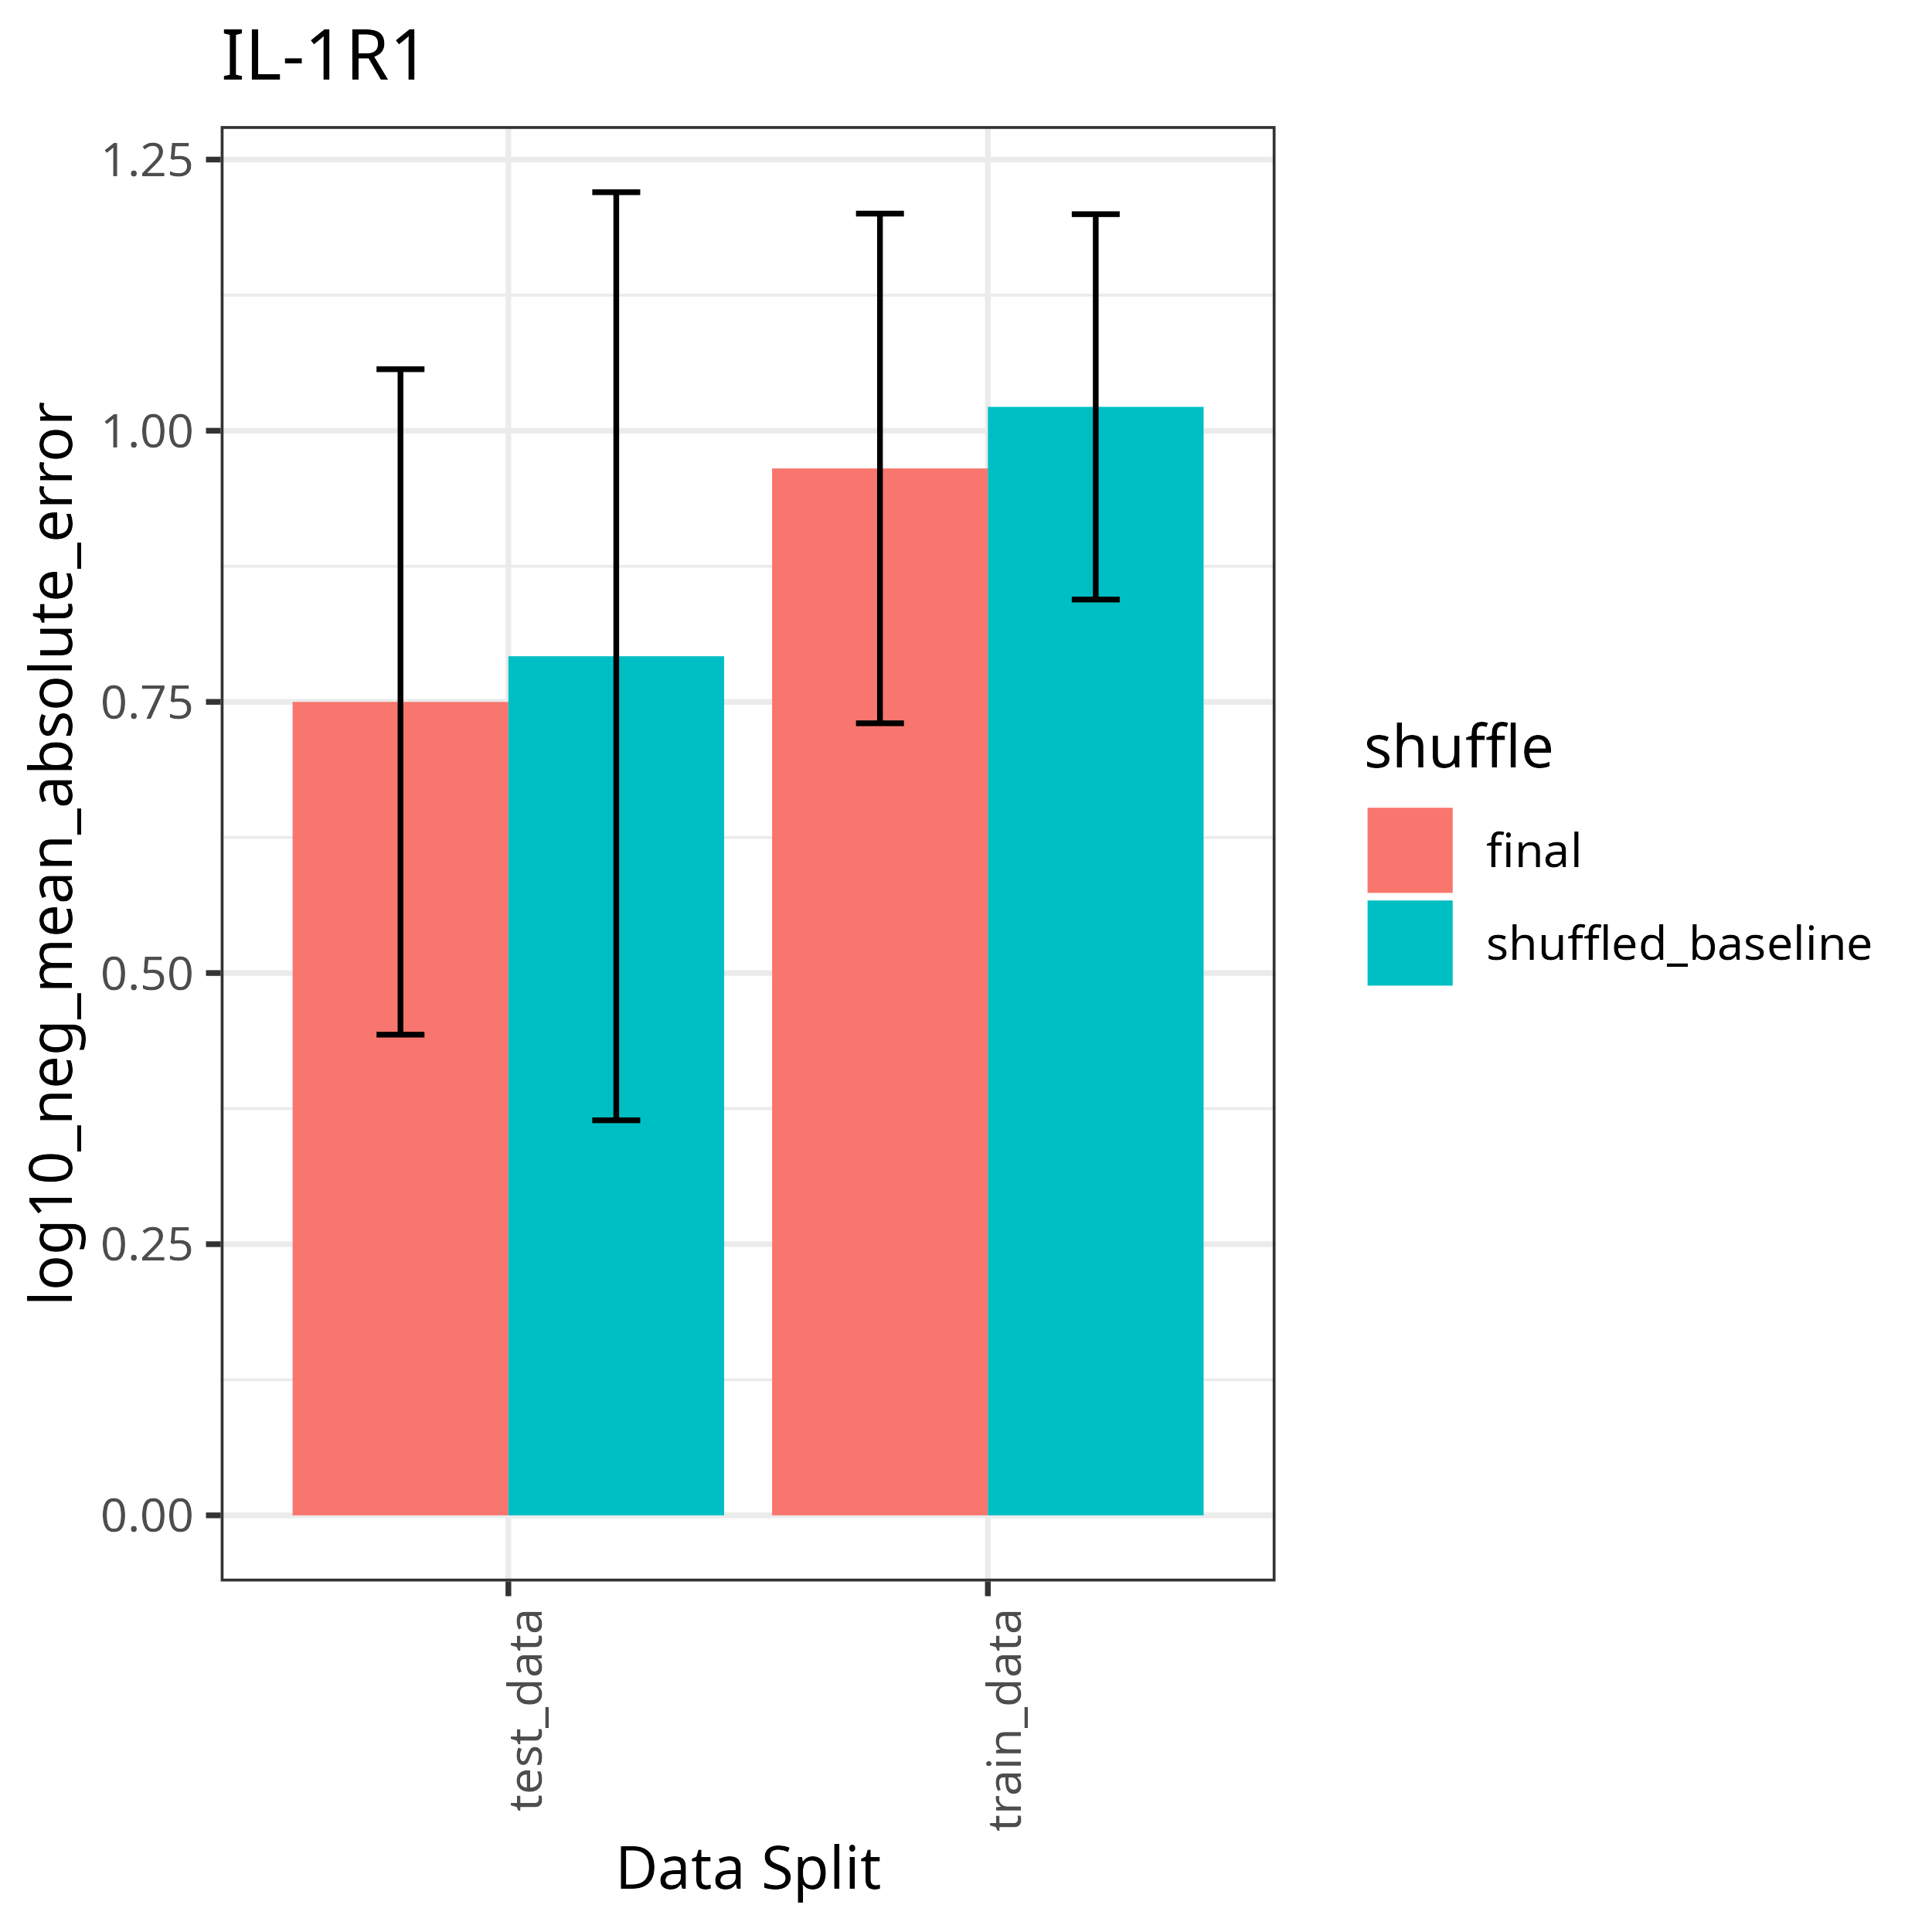 IL-1R1
log10_neg_mean_absolute_error
1.25
1.00
0.75
0.50
0.25
0.00
test_data
train_data
Data Split
shuffle
final
shuffled_baseline